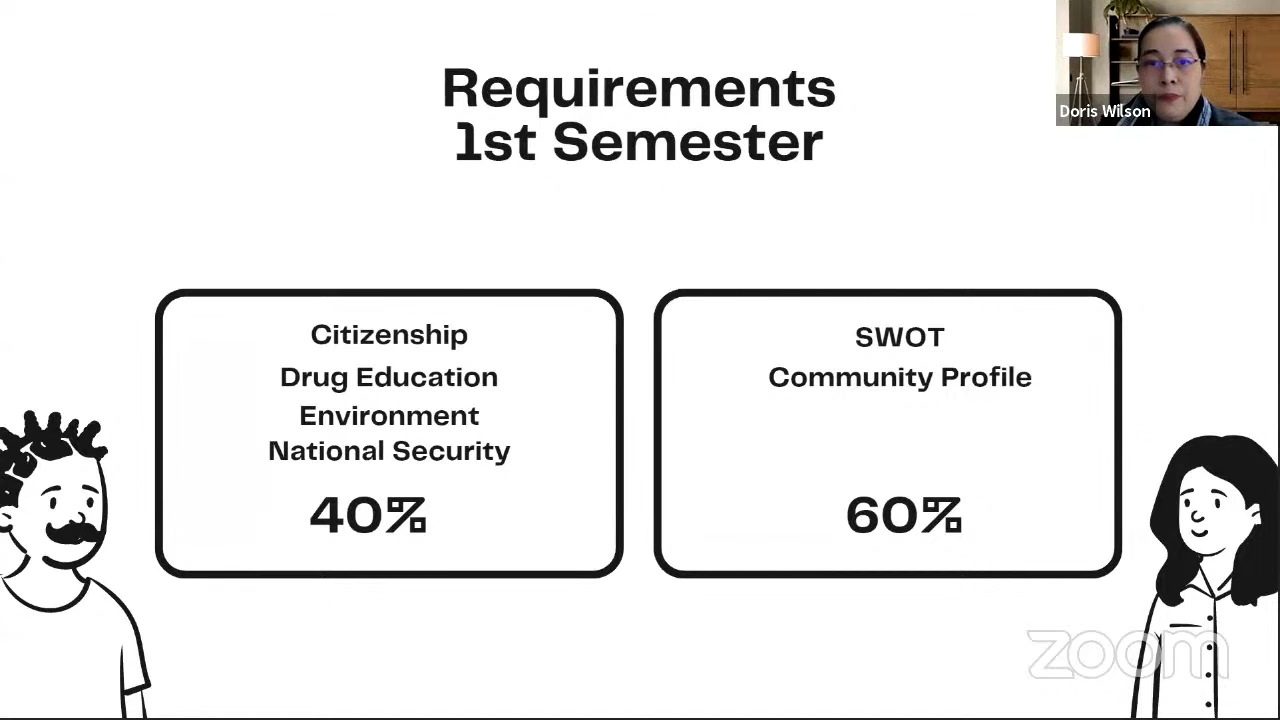 Requirements
1st Semester
Doris Wilson
Citizenship
Drug Education
Environment
National Security
40%
SWOT
Community Profile
60%
zoom